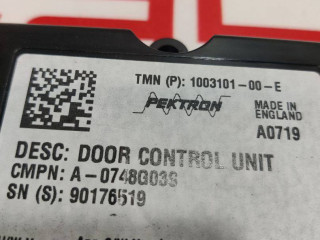 TMN (P): 1003101-00-E
PEKTRON
MADE IN
ENGLAND
A0719
DESC: DOOR CONTROL UNIT
CMPN: A-0748G03S
SN (S): 90176519